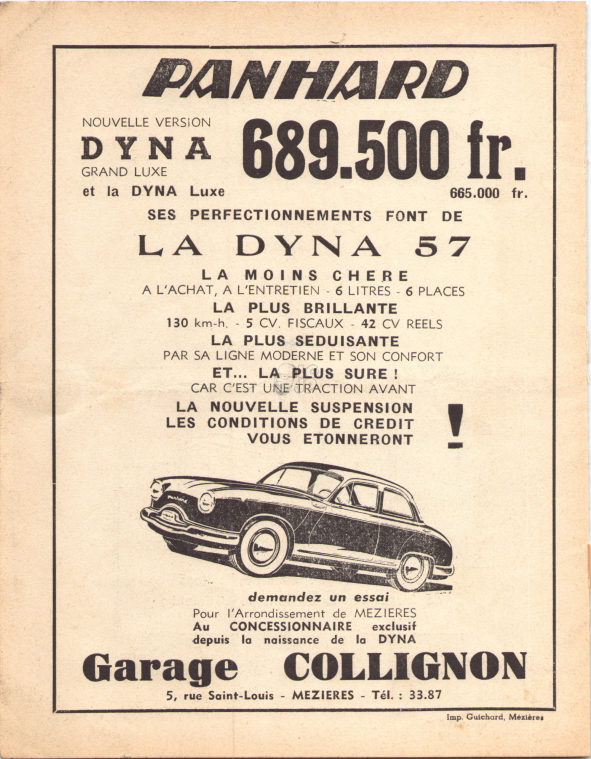 PANHARD
NOUVELLE VERSION
DYNA
GRAND LUXE
689.500 fr.
et la DYNA Luxe
665.000 fr.
SES PERFECTIONNEMENTS FONT DE
LA DYNA 57
LA MOINS CHERE
A L'ACHAT, A L'ENTRETIEN - 6 LITRES - 6 PLACES
LA PLUS BRILLANTE
130 km-h. - 5 CV. FISCAUX - 42 CV REELS
LA PLUS SEDUISANTE
PAR SA LIGNE MODERNE ET SON CONFORT
ET... LA PLUS SURE !
CAR C'EST UNE TRACTION AVANT
LA NOUVELLE SUSPENSION
LES CONDITIONS DE CREDIT
VOUS ETONNERONT !
demandez un essai
Pour l'Arrondissement de MEZIERES
Au CONCESSIONNAIRE exclusif
depuis la naissance de la DYNA
Garage COLLIGNON
5, rue Saint-Louis - MEZIERES - Tél. : 33.87
Imp. Guichard, Mézières